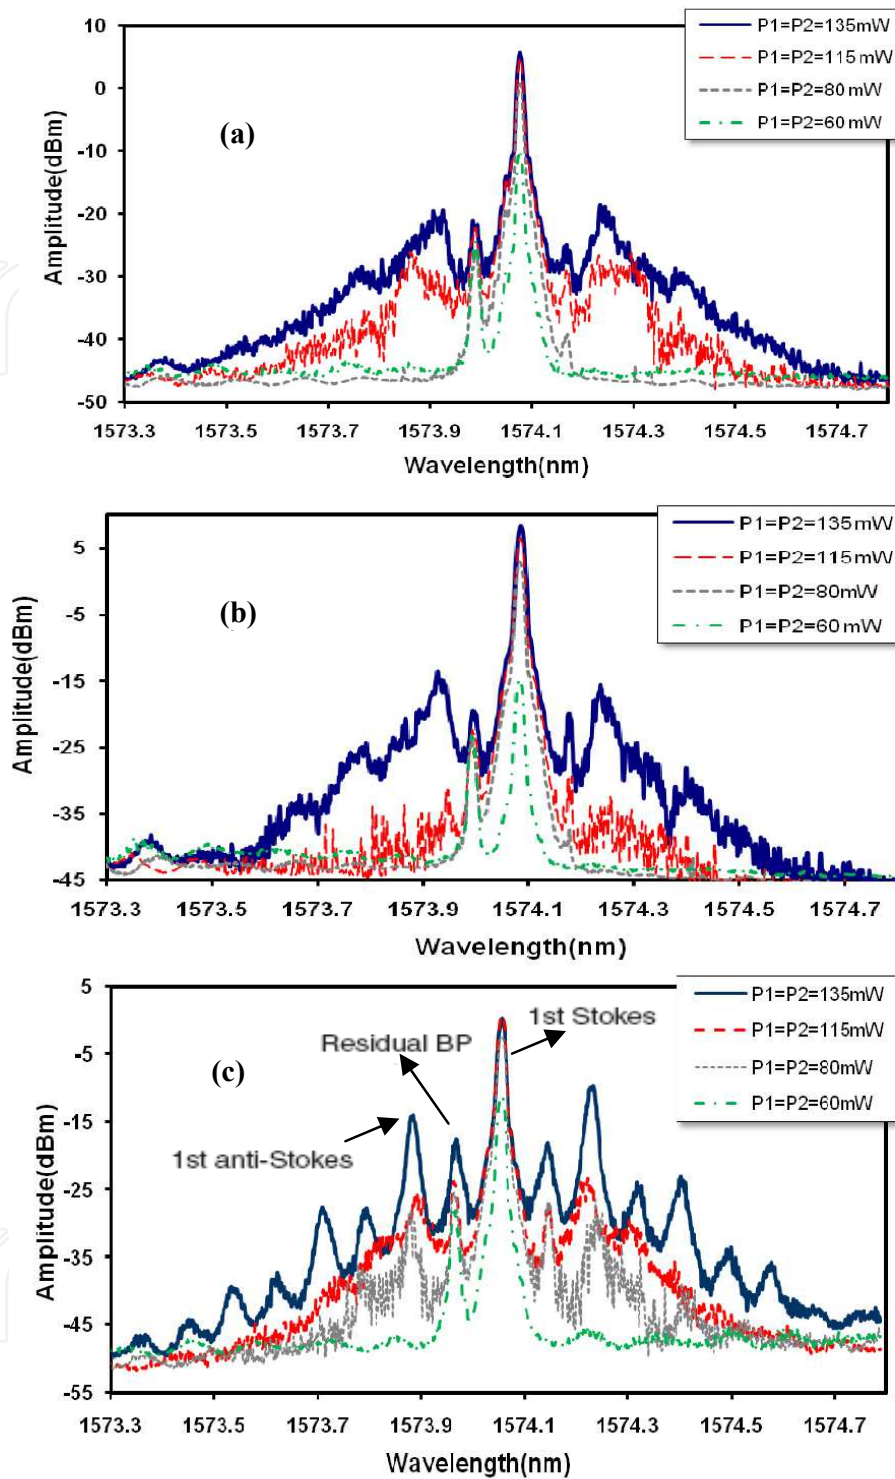 P1=P2=135mW
P1=P2=115 mW
P1=P2=80 mW
P1=P2=60 mW
(a)
Amplitude(dBm)
10
0
-10
-20
-30
-40
-50
1573.3 1573.5 1573.7 1573.9 1574.1 1574.3 1574.5 1574.7
Wavelength(nm)
P1=P2=135mW
P1=P2=115mW
P1=P2=80mW
P1=P2=60 mW
(b)
Amplitude(dBm)
5
-5
-15
-25
-35
-45
1573.3 1573.5 1573.7 1573.9 1574.1 1574.3 1574.5 1574.7
Wavelength(nm)
P1=P2=135mW
P1=P2=115mW
P1=P2=80mW
P1=P2=60mW
1st Stokes
Residual BP
(c)
1st anti-Stokes
Amplitude(dBm)
5
-5
-15
-25
-35
-45
-55
1573.3 1573.5 1573.7 1573.9 1574.1 1574.3 1574.5 1574.7
Wavelength(nm)